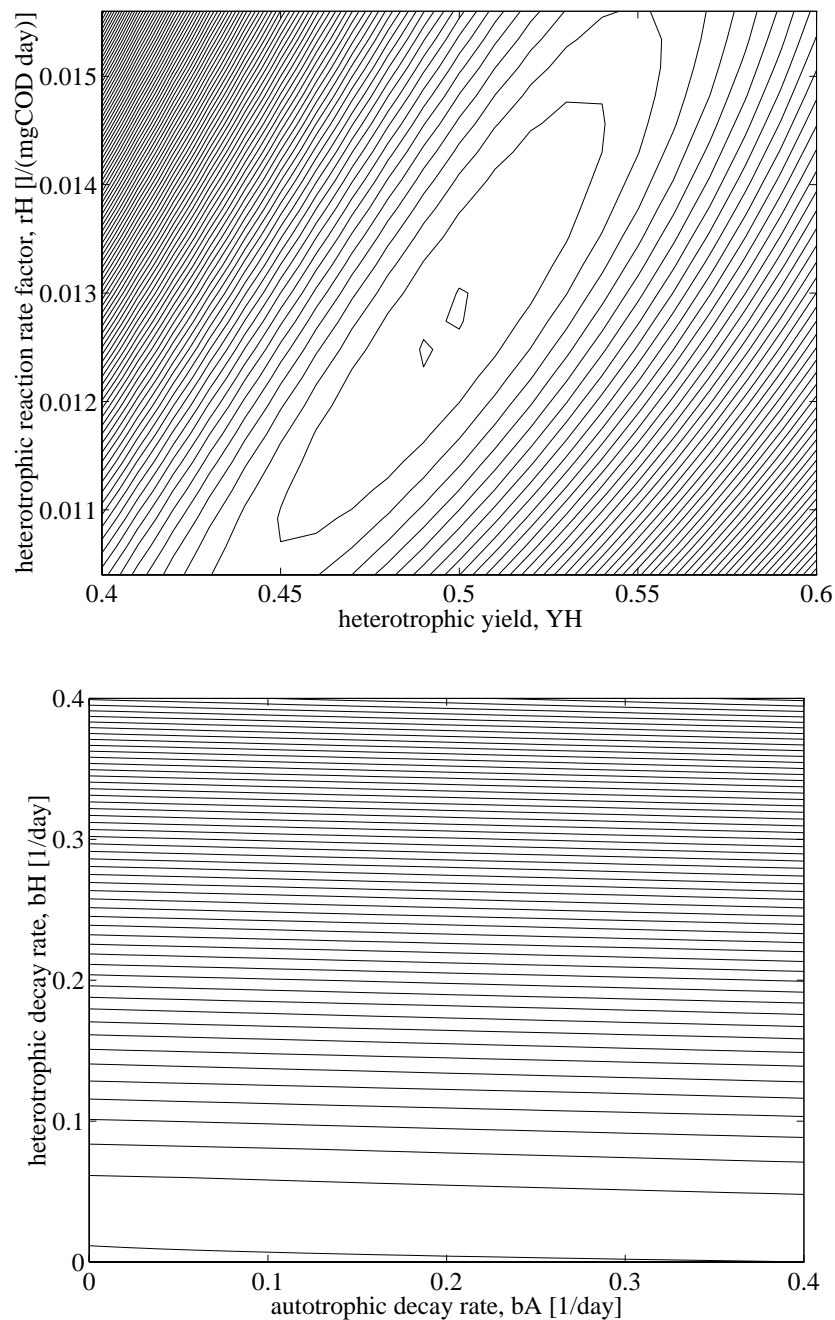 heterotrophic reaction rate factor, rH [l/(mgCOD day)]
0.015
0.014
0.013
0.012
0.011
0.4 0.45 0.5 0.55 0.6
heterotrophic yield, YH
heterotrophic decay rate, bH [1/day]
0.4
0.3
0.2
0.1
0
0 0.1 0.2 0.3 0.4
autotrophic decay rate, bA [1/day]